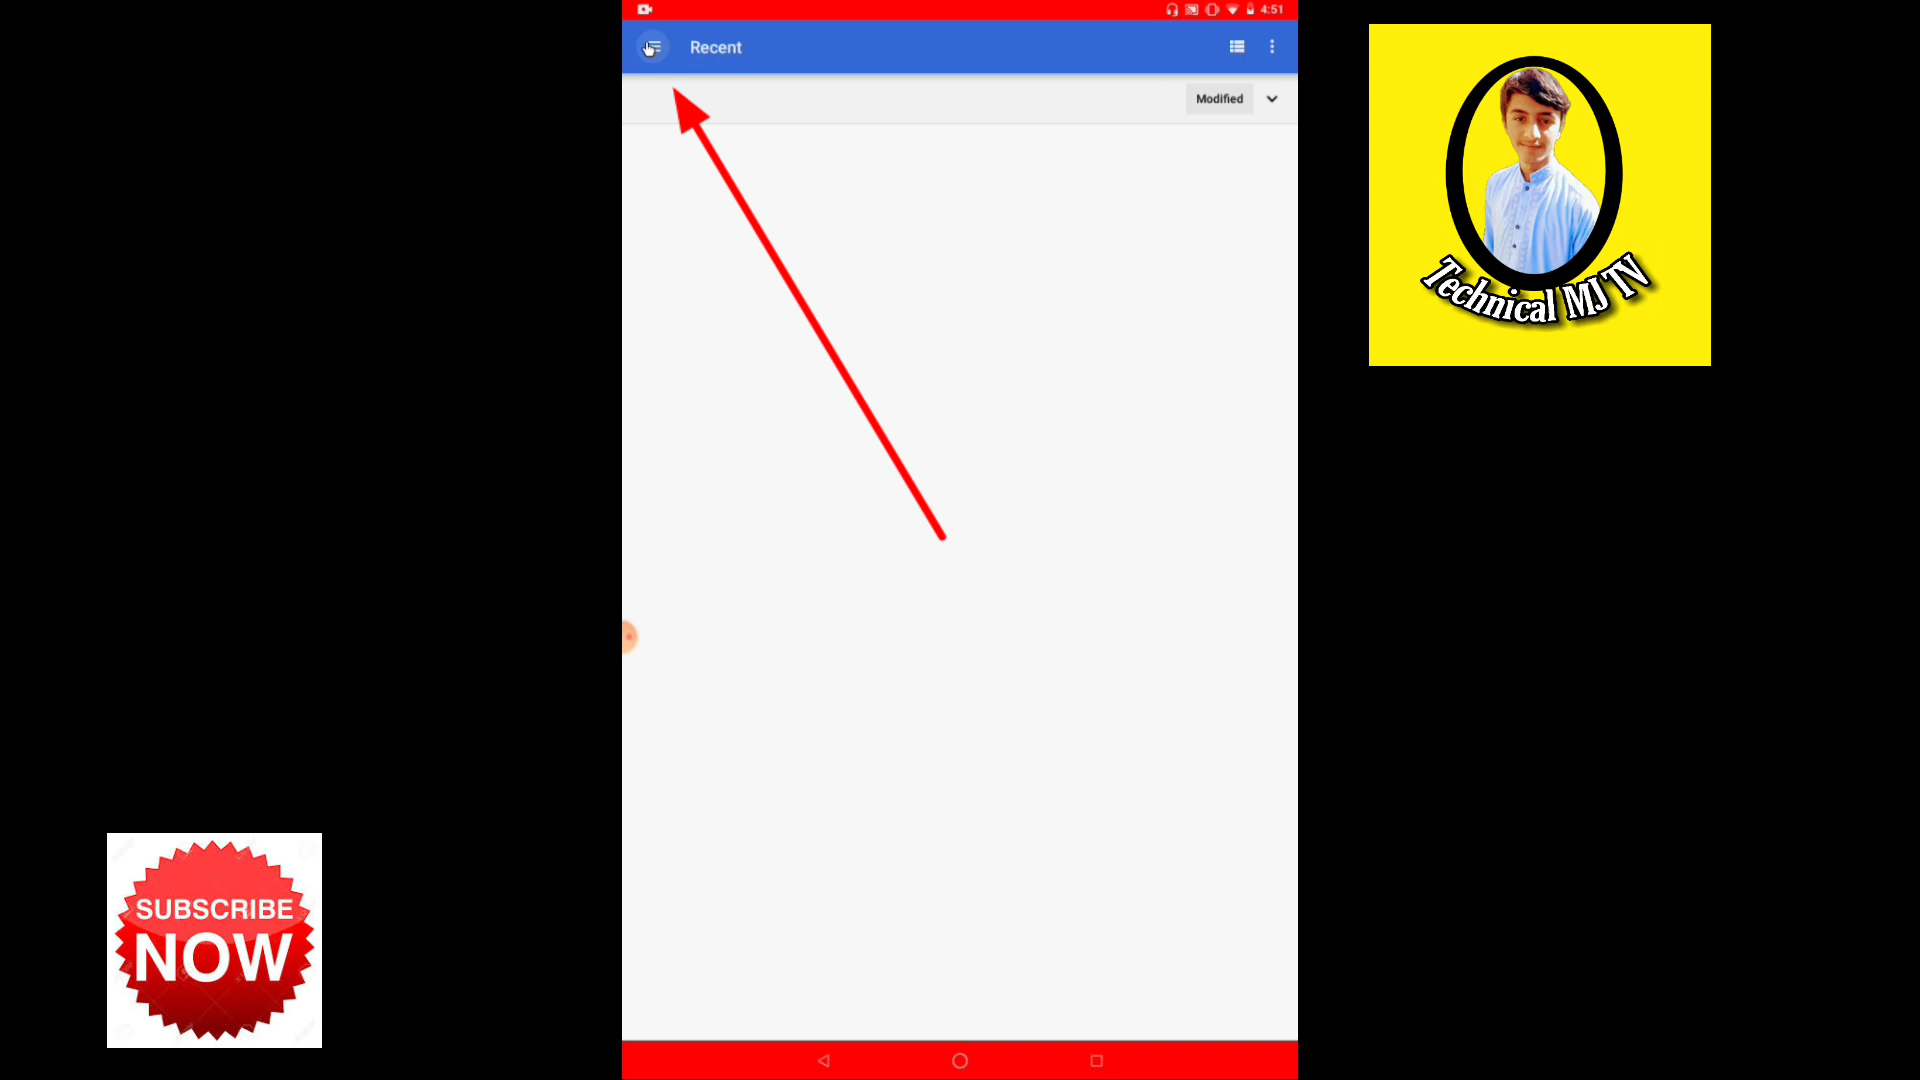 4:51
Recent
Modified
Technical MJ TV
SUBSCRIBE
NOW